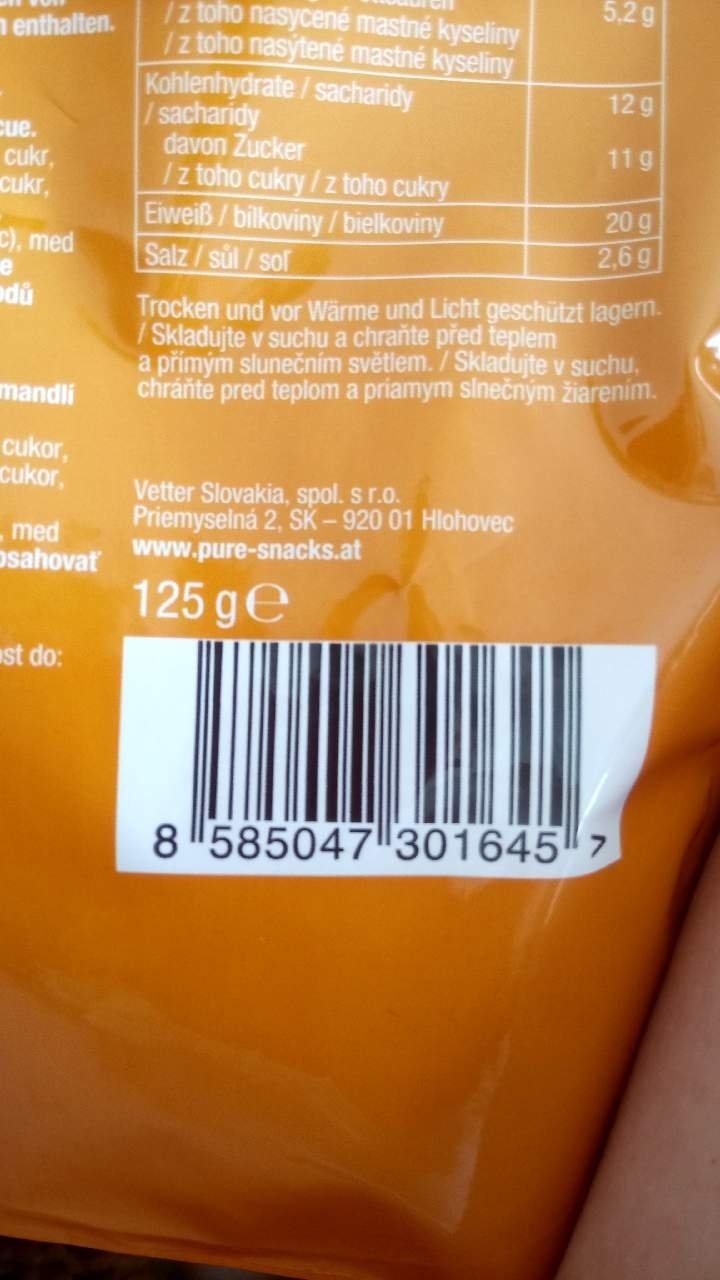 enthalten.
cue.
cukr,
cukr,
med
mandlí
cukor,
cukor,
, med
/ z toho nasycené mastné kyseliny
/ z toho nasýtené mastné kyseliny
5,2 g
Kohlenhydrate / sacharidy
/ sacharidy
12 g
davon Zucker
/ z toho cukry / z toho cukry
11 g
Eiweiß / bílkoviny / bielkoviny
20 g
Salz / sůl / soľ
2,6 g
Trocken und vor Wärme und Licht geschützt lagern.
/ Skladujte v suchu a chraňte před teplem
a přímým slunečním světlem. / Skladujte v suchu,
chráňte pred teplom a priamym slnečným žiarením.
Vetter Slovakia, spol. s r.o.
Priemyselná 2, SK – 920 01 Hlohovec
www.pure-snacks.at
125 g e
do:
8 585047 301645 >